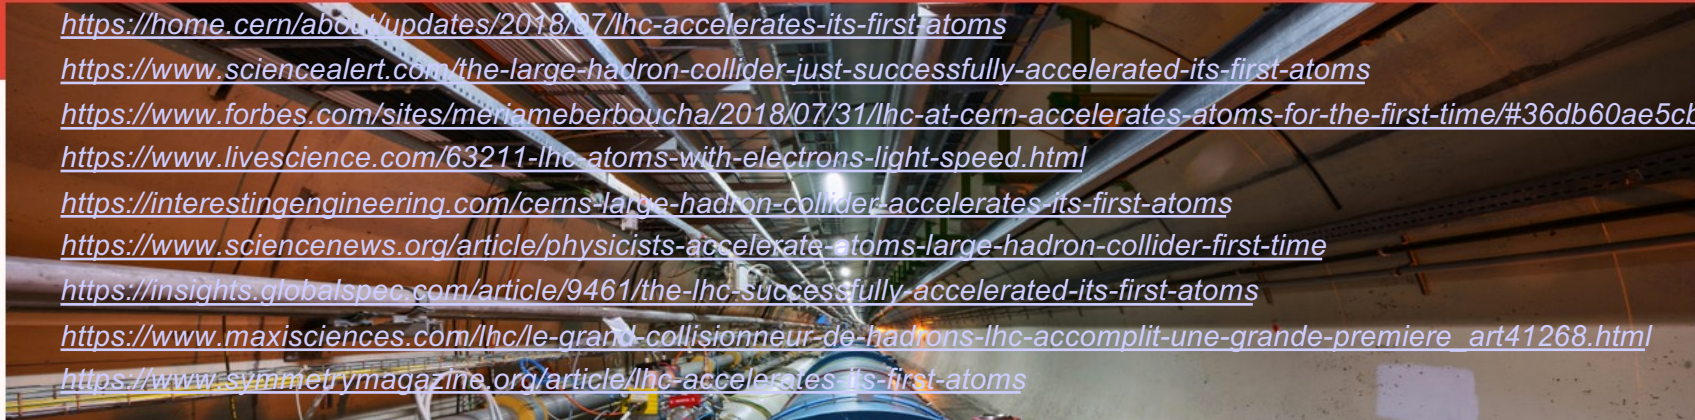 https://home.cern/about/updates/2018/07/lhc-accelerates-its-first-atoms
https://www.sciencealert.com/the-large-hadron-collider-just-successfully-accelerated-its-first-atoms
https://www.forbes.com/sites/meriameberboucha/2018/07/31/lhc-at-cern-accelerates-atoms-for-the-first-time/#36db60ae5cb
https://www.livescience.com/63211-lhc-atoms-with-electrons-light-speed.html
https://interestingengineering.com/cerns-large-hadron-collider-accelerates-its-first-atoms
https://www.sciencenews.org/article/physicists-accelerate-atoms-large-hadron-collider-first-time
https://insights.globalspec.com/article/9461/the-lhc-successfully-accelerated-its-first-atoms
https://www.maxisciences.com/lhc/le-grand-collisionneur-de-hadrons-lhc-accomplit-une-grande-premiere_art41268.html
https://www.symmetrymagazine.org/article/lhc-accelerates-its-first-atoms